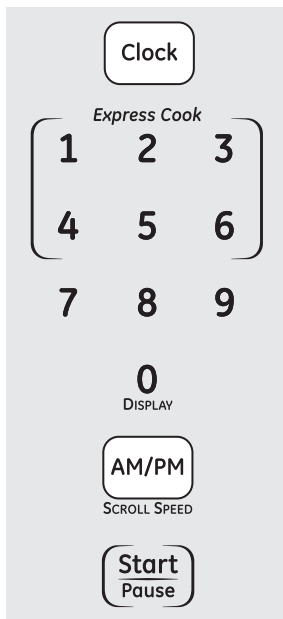 Clock
Express Cook
1 2 3
4 5 6
7 8 9
0
DISPLAY
AM/PM
SCROLL SPEED
Start
Pause